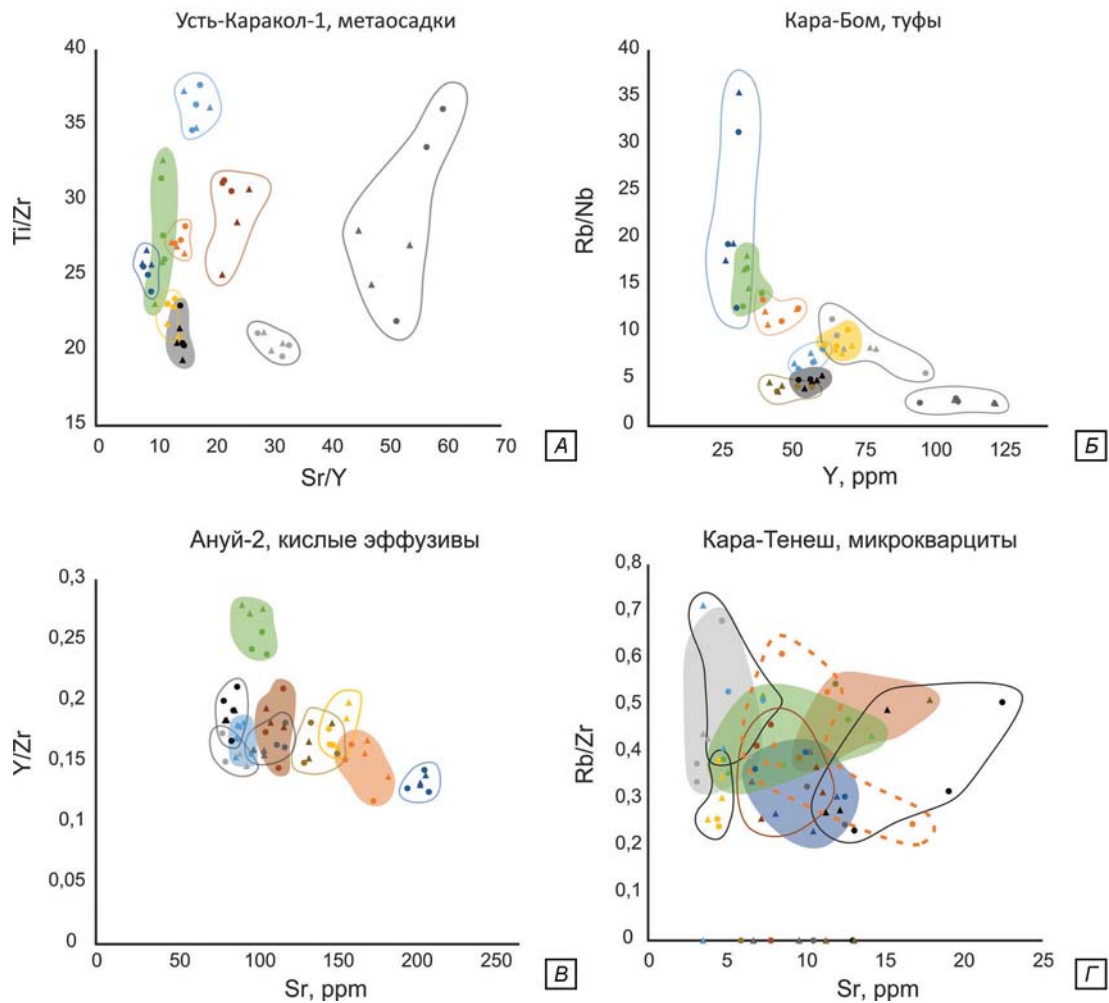 Усть-Каракол-1, метаосадки
40
35
30
25
20
15
Ti/Zr
0 10 20 30 40 50 60 70
Sr/Y
А
Кара-Бом, туфы
40
35
30
25
20
15
10
5
0
Rb/Nb
25 50 75 100 125
Y, ppm
Б
Ануй-2, кислые эффузивы
0,3
0,25
0,2
0,15
0,1
0,05
0
Y/Zr
0 50 100 150 200 250
Sr, ppm
В
Кара-Тенеш, микрокварциты
0,8
0,7
0,6
0,5
0,4
0,3
0,2
0,1
0
Rb/Zr
0 5 10 15 20 25
Sr, ppm
Г